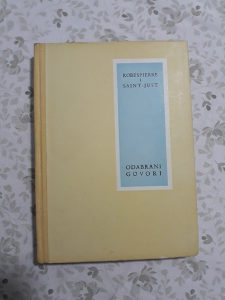 ROBESPIERRE
I
SAINT-JUST
ODABRANI
GOVORI